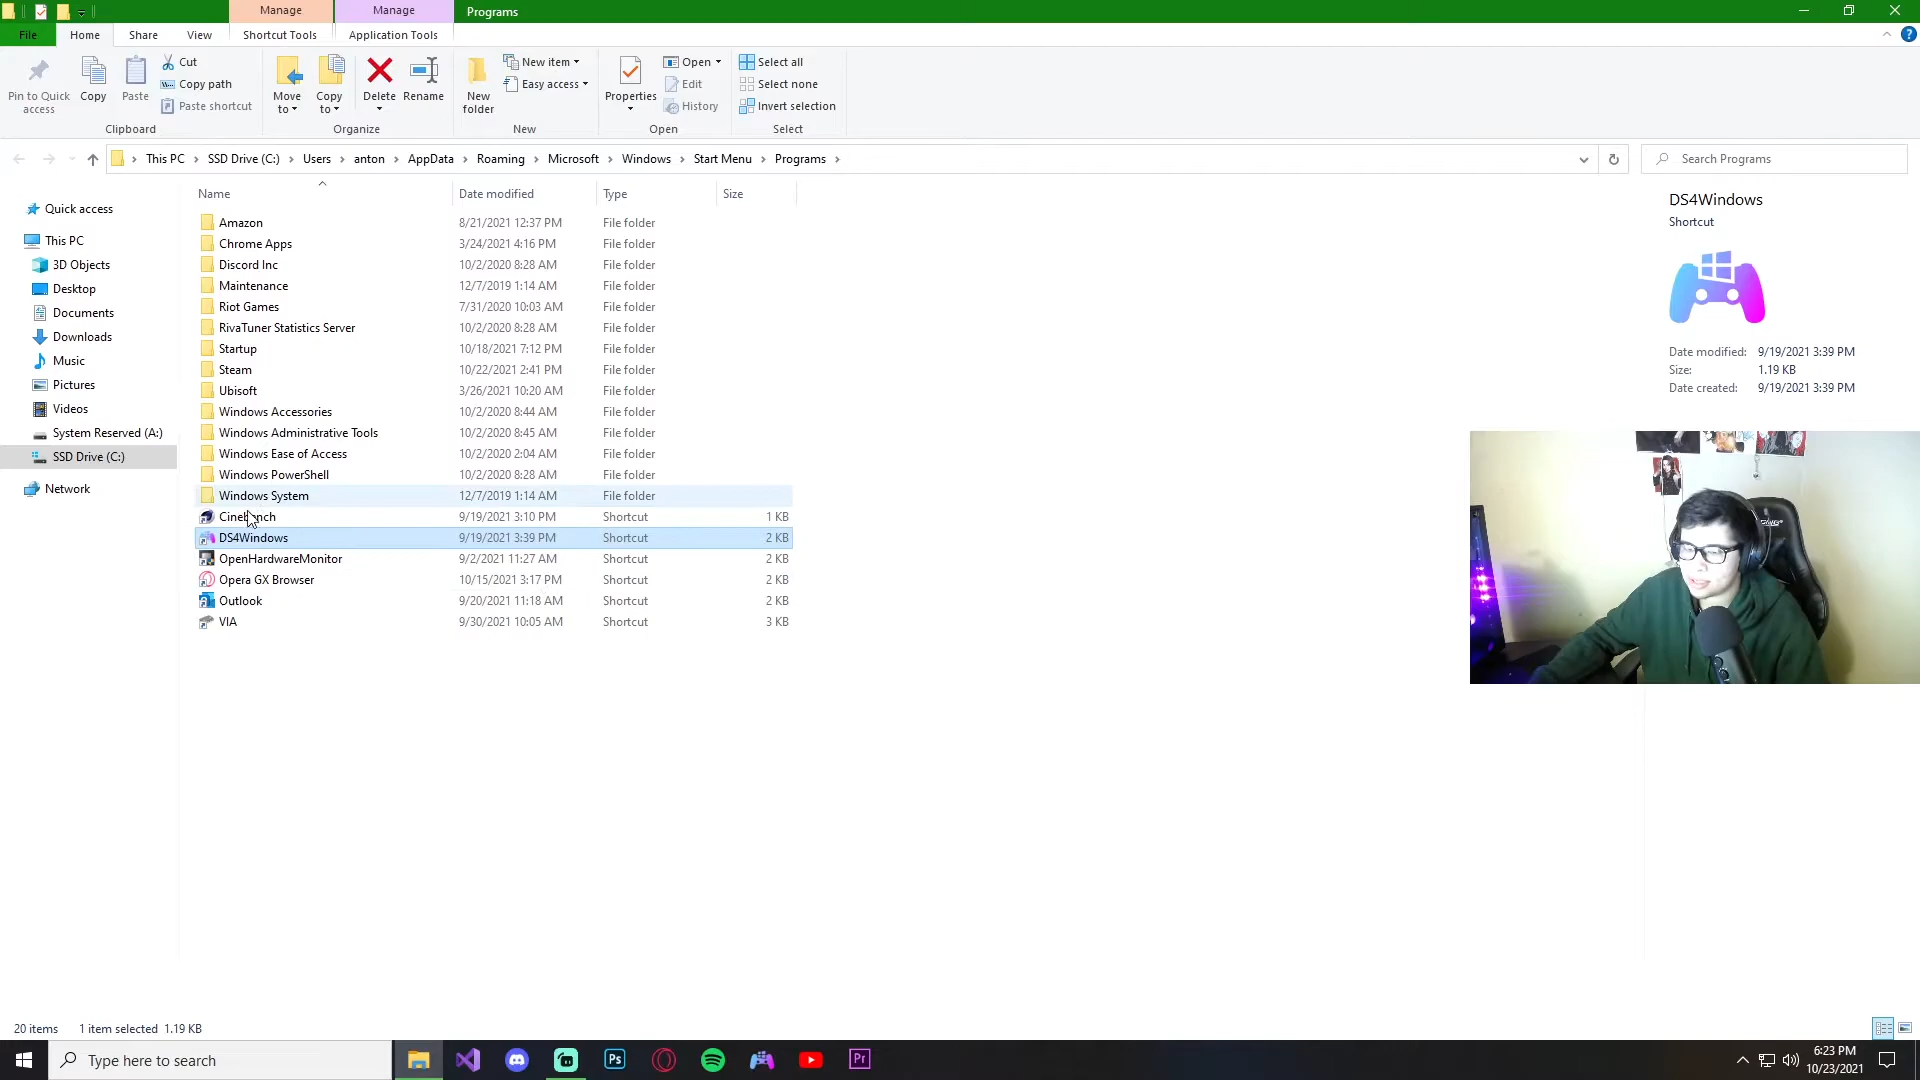 Manage
Manage
Programs
File
Home
Share
View
Shortcut Tools
Application Tools
Pin to Quick access
Copy
Paste
Cut
Copy path
Paste shortcut
Clipboard
Move to
Copy to
Delete
Rename
Organize
New folder
New item
Easy access
New
Properties
Open
Edit
History
Open
Select all
Select none
Invert selection
Select
This PC
SSD Drive (C:)
Users
anton
AppData
Roaming
Microsoft
Windows
Start Menu
Programs
Search Programs
Quick access
This PC
3D Objects
Desktop
Documents
Downloads
Music
Pictures
Videos
System Reserved (A:)
SSD Drive (C:)
Network
Name Date modified Type Size
Amazon 8/21/2021 12:37 PM File folder
Chrome Apps 3/24/2021 4:16 PM File folder
Discord Inc 10/2/2020 8:28 AM File folder
Maintenance 12/7/2019 1:14 AM File folder
Riot Games 7/31/2020 10:03 AM File folder
RivaTuner Statistics Server 10/2/2020 8:28 AM File folder
Startup 10/18/2021 7:12 PM File folder
Steam 10/22/2021 2:41 PM File folder
Ubisoft 3/26/2021 10:20 AM File folder
Windows Accessories 10/2/2020 8:44 AM File folder
Windows Administrative Tools 10/2/2020 8:45 AM File folder
Windows Ease of Access 10/2/2020 2:04 AM File folder
Windows PowerShell 10/2/2020 8:28 AM File folder
Windows System 12/7/2019 1:14 AM File folder
Cinebench 9/19/2021 3:10 PM Shortcut 1 KB
DS4Windows 9/19/2021 3:39 PM Shortcut 2 KB
OpenHardwareMonitor 9/2/2021 11:27 AM Shortcut 2 KB
Opera GX Browser 10/15/2021 3:17 PM Shortcut 2 KB
Outlook 9/20/2021 11:18 AM Shortcut 2 KB
VIA 9/30/2021 10:05 AM Shortcut 3 KB
DS4Windows
Shortcut
Date modified: 9/19/2021 3:39 PM
Size: 1.19 KB
Date created: 9/19/2021 3:39 PM
20 items 1 item selected 1.19 KB
Type here to search
Ps
Pr
6:23 PM
10/23/2021